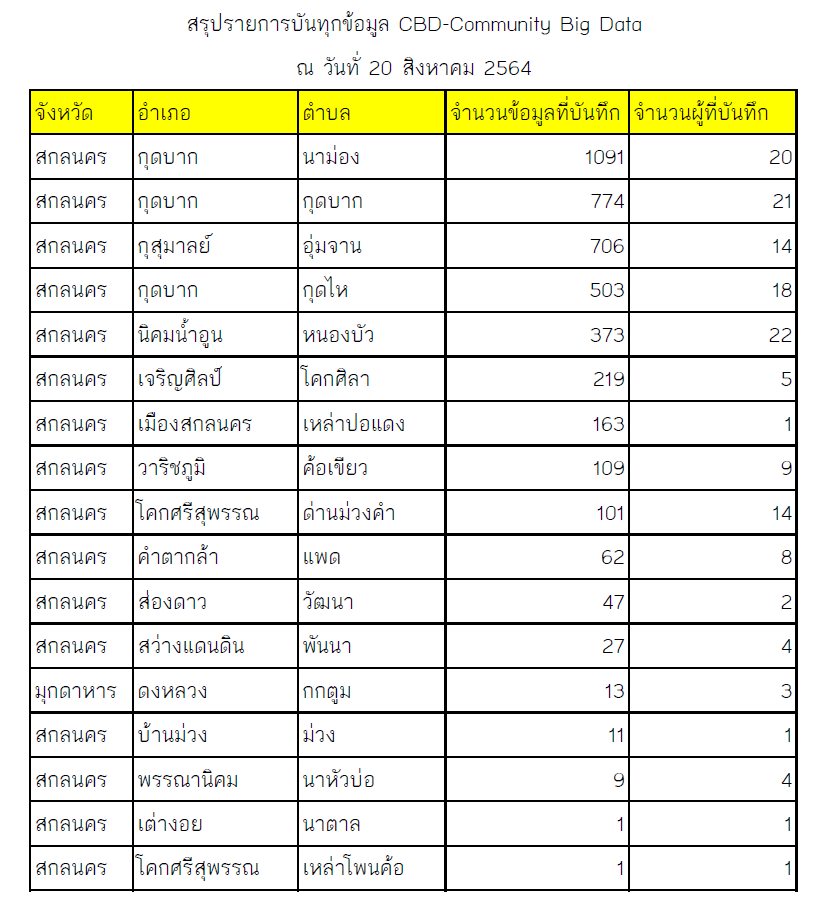 สรุปรายการบันทุกข้อมูล CBD-Community Big Data
ณ วันทั่ 20 สิงหาคม 2564
จังหวัด อำเภอ ตำบล จำนวนข้อมูลที่บันทึก จำนวนผู้ที่บันทึก
สกลนคร กุดบาก นาม่อง 1091 20
สกลนคร กุดบาก กุดบาก 774 21
สกลนคร กุสุมาลย์ อุ่มจาน 706 14
สกลนคร กุดบาก กุดไห 503 18
สกลนคร นิคมน้ำอูน หนองบัว 373 22
สกลนคร เจริญศิลป์ โคกศิลา 219 5
สกลนคร เมืองสกลนคร เหล่าปอแดง 163 1
สกลนคร วาริชภูมิ ค้อเขียว 109 9
สกลนคร โคกศรีสุพรรณ ด่านม่วงคำ 101 14
สกลนคร คำตากล้า แพด 62 8
สกลนคร ส่องดาว วัฒนา 47 2
สกลนคร สว่างแดนดิน พันนา 27 4
มุกดาหาร ดงหลวง กกตูม 13 3
สกลนคร บ้านม่วง ม่วง 11 1
สกลนคร พรรณานิคม นาหัวบ่อ 9 4
สกลนคร เต่างอย นาตาล 1 1
สกลนคร โคกศรีสุพรรณ เหล่าโพนค้อ 1 1